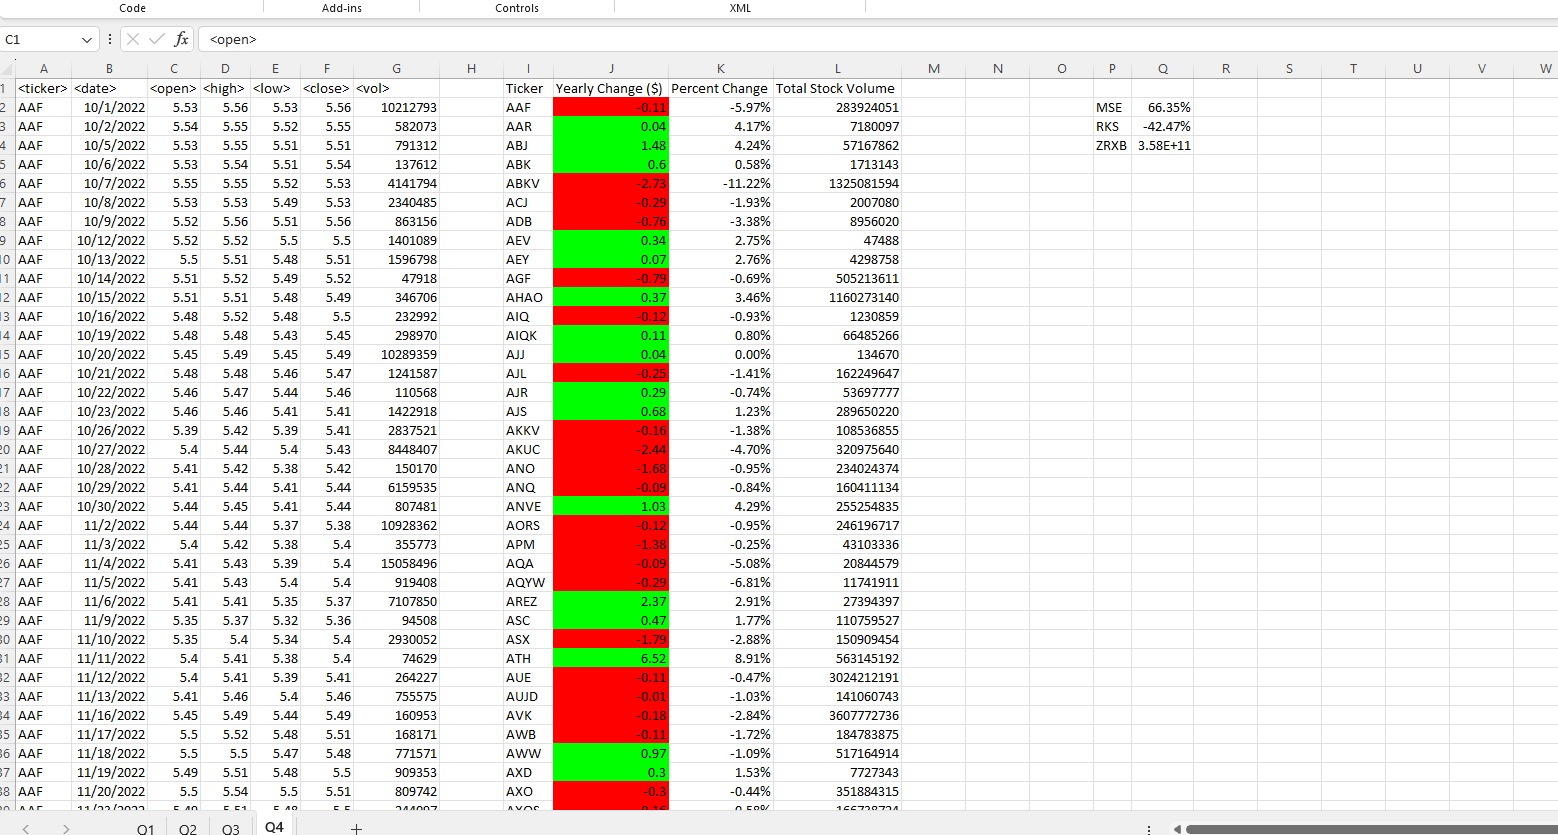 Code Add-ins Controls XML
C1 fx <open>
A B C D E F G H I J K L M N O P Q R S T U V W
1 <ticker> <date> <open> <high> <low> <close> <vol> Ticker Yearly Change ($) Percent Change Total Stock Volume
2 AAF 10/1/2022 5.53 5.56 5.53 5.56 10212793 AAF -0.11 -5.97% 283924051 MSE 66.35%
3 AAF 10/2/2022 5.54 5.55 5.52 5.55 582073 AAR 0.04 4.17% 7180097 RKS -42.47%
4 AAF 10/5/2022 5.53 5.55 5.51 5.51 791312 ABJ 1.48 4.24% 57167862 ZRXB 3.58E+11
5 AAF 10/6/2022 5.53 5.54 5.51 5.54 137612 ABK 0.6 0.58% 1713143
6 AAF 10/7/2022 5.55 5.55 5.52 5.53 4141794 ABKV -2.73 -11.22% 1325081594
7 AAF 10/8/2022 5.53 5.53 5.49 5.53 2340485 ACJ -0.29 -1.93% 2007080
8 AAF 10/9/2022 5.52 5.56 5.51 5.56 863156 ADB -0.76 -3.38% 8956020
9 AAF 10/12/2022 5.52 5.52 5.5 5.5 1401089 AEV 0.34 2.75% 47488
10 AAF 10/13/2022 5.5 5.51 5.48 5.51 1596798 AEY 0.07 2.76% 4298758
11 AAF 10/14/2022 5.51 5.52 5.49 5.52 47918 AGF -0.79 -0.69% 505213611
12 AAF 10/15/2022 5.51 5.51 5.48 5.49 346706 AHAO 0.37 3.46% 1160273140
13 AAF 10/16/2022 5.48 5.52 5.48 5.5 232992 AIQ -0.12 -0.93% 1230859
14 AAF 10/19/2022 5.48 5.48 5.43 5.45 298970 AIQK 0.11 0.80% 66485266
15 AAF 10/20/2022 5.45 5.49 5.45 5.49 10289359 AJJ 0.04 0.00% 134670
16 AAF 10/21/2022 5.48 5.48 5.46 5.47 1241587 AJL -0.25 -1.41% 162249647
17 AAF 10/22/2022 5.46 5.47 5.44 5.46 110568 AJR 0.29 -0.74% 53697777
18 AAF 10/23/2022 5.46 5.46 5.41 5.41 1422918 AJS 0.68 1.23% 289650220
19 AAF 10/26/2022 5.39 5.42 5.39 5.41 2837521 AKKV -0.16 -1.38% 108536855
20 AAF 10/27/2022 5.4 5.44 5.4 5.43 8448407 AKUC -2.44 -4.70% 320975640
21 AAF 10/28/2022 5.41 5.42 5.38 5.42 150170 ANO -1.68 -0.95% 234024374
22 AAF 10/29/2022 5.41 5.44 5.41 5.44 6159535 ANQ -0.09 -0.84% 160411134
23 AAF 10/30/2022 5.44 5.45 5.41 5.44 807481 ANVE 1.03 4.29% 255254835
24 AAF 11/2/2022 5.44 5.44 5.37 5.38 10928362 AORS -0.12 -0.95% 246196717
25 AAF 11/3/2022 5.4 5.42 5.38 5.4 355773 APM -1.38 -0.25% 43103336
26 AAF 11/4/2022 5.41 5.43 5.39 5.4 15058496 AQA -0.09 -5.08% 20844579
27 AAF 11/5/2022 5.41 5.43 5.4 5.4 919408 AQYW -0.29 -6.81% 11741911
28 AAF 11/6/2022 5.41 5.41 5.35 5.37 7107850 AREZ 2.37 2.91% 27394397
29 AAF 11/9/2022 5.35 5.37 5.32 5.36 94508 ASC 0.47 1.77% 110759527
30 AAF 11/10/2022 5.35 5.4 5.34 5.4 2930052 ASX -1.79 -2.88% 150909454
31 AAF 11/11/2022 5.4 5.41 5.38 5.4 74629 ATH 6.52 8.91% 563145192
32 AAF 11/12/2022 5.4 5.41 5.39 5.41 264227 AUE -0.11 -0.47% 3024212191
33 AAF 11/13/2022 5.41 5.46 5.4 5.46 755575 AUJD -0.01 -1.03% 141060743
34 AAF 11/16/2022 5.45 5.49 5.44 5.49 160953 AVK -0.18 -2.84% 3607772736
35 AAF 11/17/2022 5.5 5.52 5.48 5.51 168171 AWB -0.11 -1.72% 184783875
36 AAF 11/18/2022 5.5 5.5 5.47 5.48 771571 AWW 0.97 -1.09% 517164914
37 AAF 11/19/2022 5.49 5.51 5.48 5.5 909353 AXD 0.3 1.53% 7727343
38 AAF 11/20/2022 5.5 5.54 5.5 5.51 809742 AXO -0.3 -0.44% 351884315
Q1 Q2 Q3 Q4 +